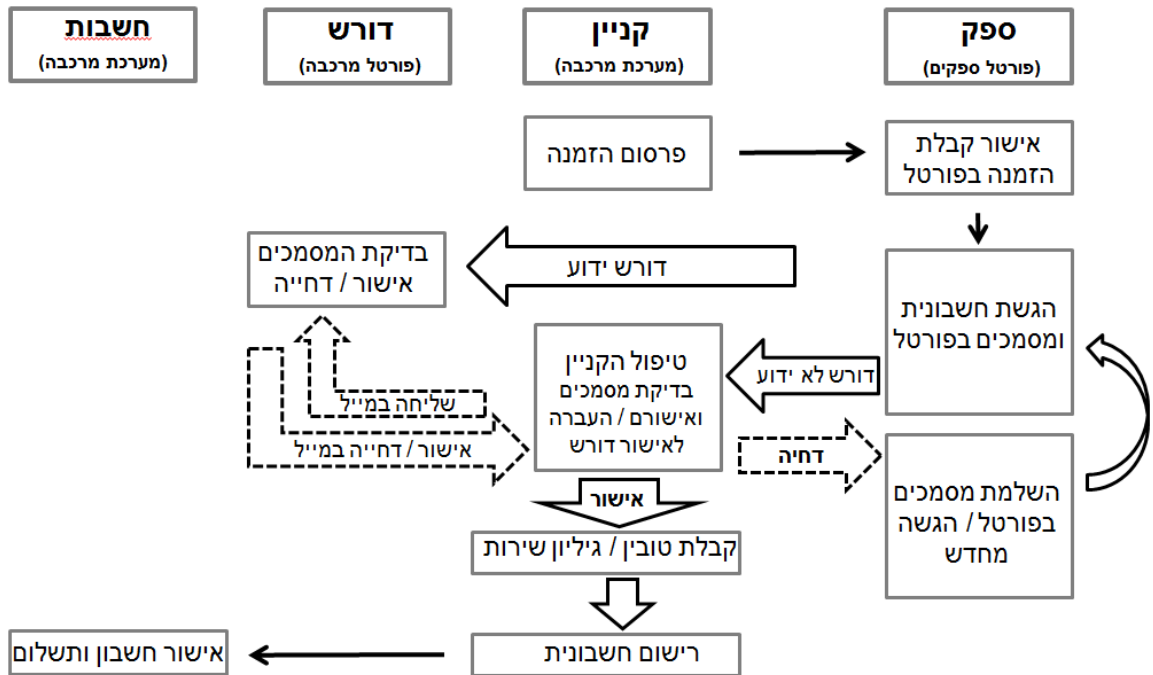 ספק
(פורטל ספקים)
קניין
(מערכת מרכבה)
דורש
(פורטל מרכבה)
חשבות
(מערכת מרכבה)
פרסום הזמנה
אישור קבלת
הזמנה בפורטל
דורש ידוע
בדיקת המסמכים
אישור / דחייה
הגשת חשבונית
ומסמכים בפורטל
דורש לא ידוע
טיפול הקניין
בדיקת מסמכים
ואישורם / העברה
לאישור דורש
שליחה במייל
אישור / דחייה במייל
דחיה
השלמת מסמכים
בפורטל / הגשה
מחדש
אישור
קבלת טובין / גיליון שירות
רישום חשבונית
אישור חשבון ותשלום